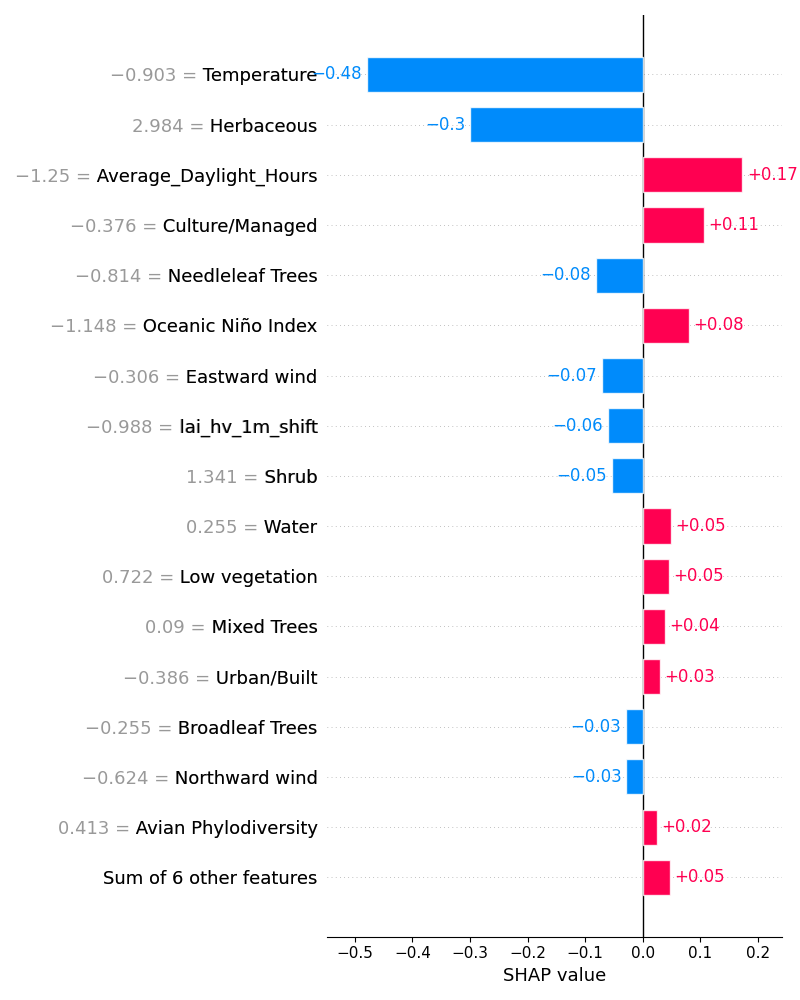 −0.903 = Temperature −0.48
2.984 = Herbaceous −0.3
−1.25 = Average_Daylight_Hours +0.17
−0.376 = Culture/Managed +0.11
−0.814 = Needleleaf Trees −0.08
−1.148 = Oceanic Niño Index +0.08
−0.306 = Eastward wind −0.07
−0.988 = lai_hv_1m_shift −0.06
1.341 = Shrub −0.05
0.255 = Water +0.05
0.722 = Low vegetation +0.05
0.09 = Mixed Trees +0.04
−0.386 = Urban/Built +0.03
−0.255 = Broadleaf Trees −0.03
−0.624 = Northward wind −0.03
0.413 = Avian Phylodiversity +0.02
Sum of 6 other features +0.05
−0.5 −0.4 −0.3 −0.2 −0.1 0.0 0.1 0.2
SHAP value